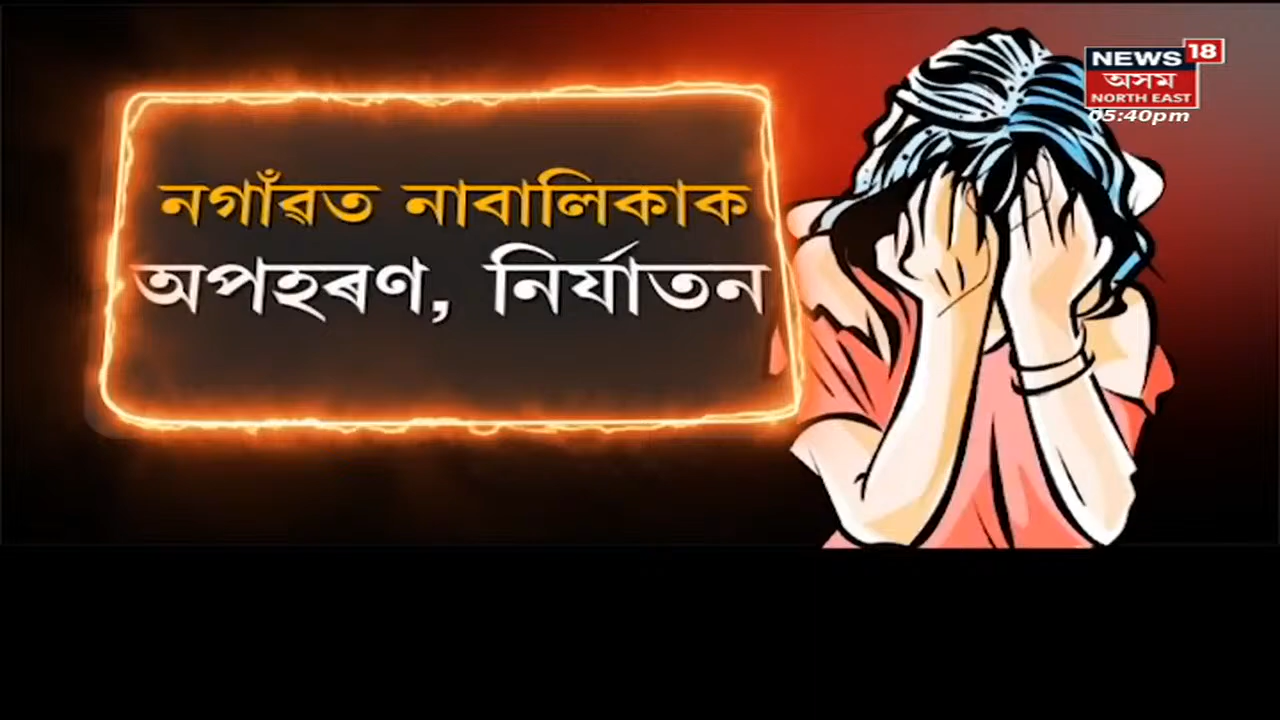 নগাঁৱত নাবালিকাক
অপহৰণ, নিৰ্যাতন
NEWS 18
অসম
NORTH EAST
05:40pm